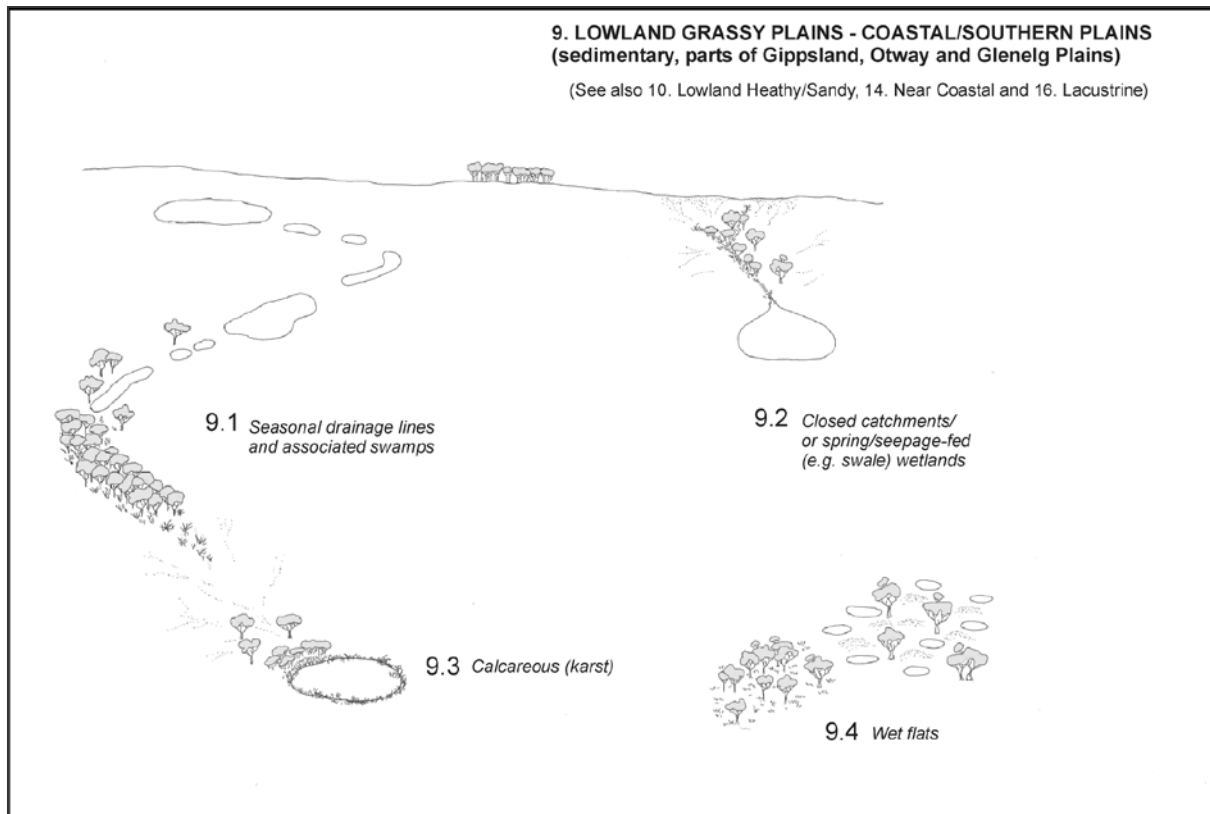 9. LOWLAND GRASSY PLAINS - COASTAL/SOUTHERN PLAINS
(sedimentary, parts of Gippsland, Otway and Glenelg Plains)
(See also 10. Lowland Heathy/Sandy, 14. Near Coastal and 16. Lacustrine)
9.1 Seasonal drainage lines
and associated swamps
9.2 Closed catchments/
or spring/seepage-fed
(e.g. swale) wetlands
9.3 Calcareous (karst)
9.4 Wet flats